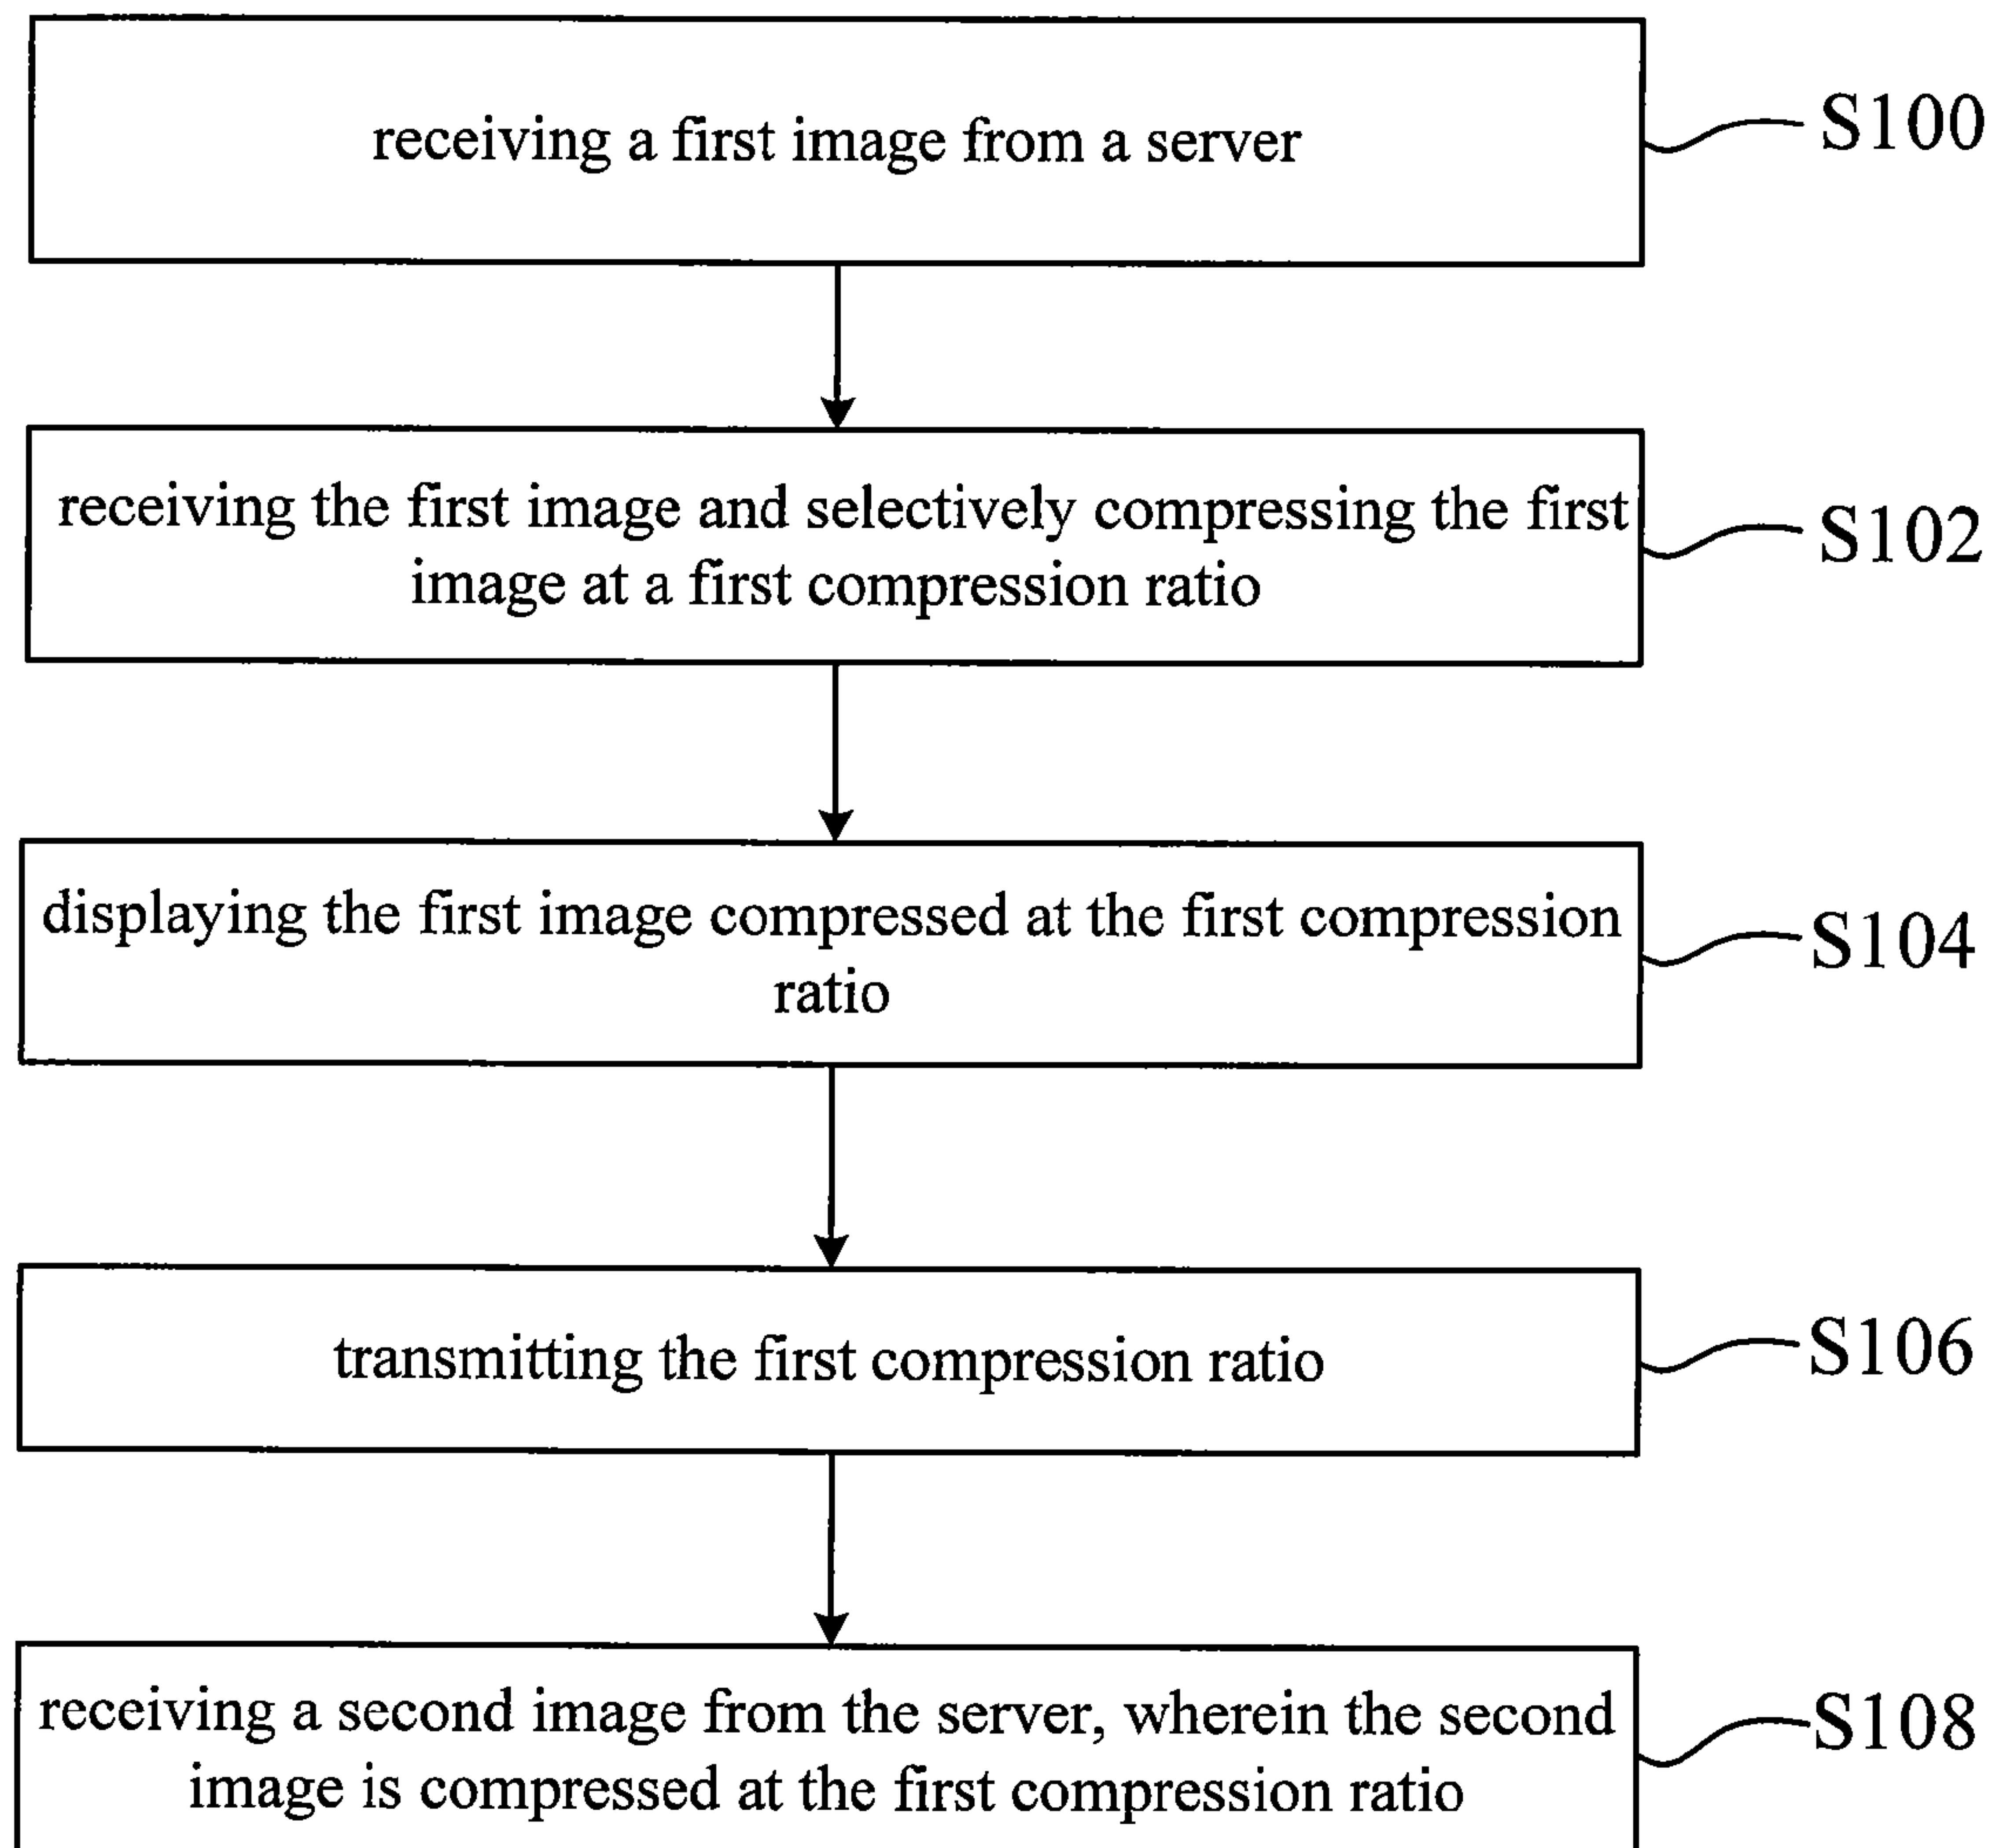 receiving a first image from a server
S100
receiving the first image and selectively compressing the first
image at a first compression ratio
S102
displaying the first image compressed at the first compression
ratio
S104
transmitting the first compression ratio
S106
receiving a second image from the server, wherein the second
image is compressed at the first compression ratio
S108